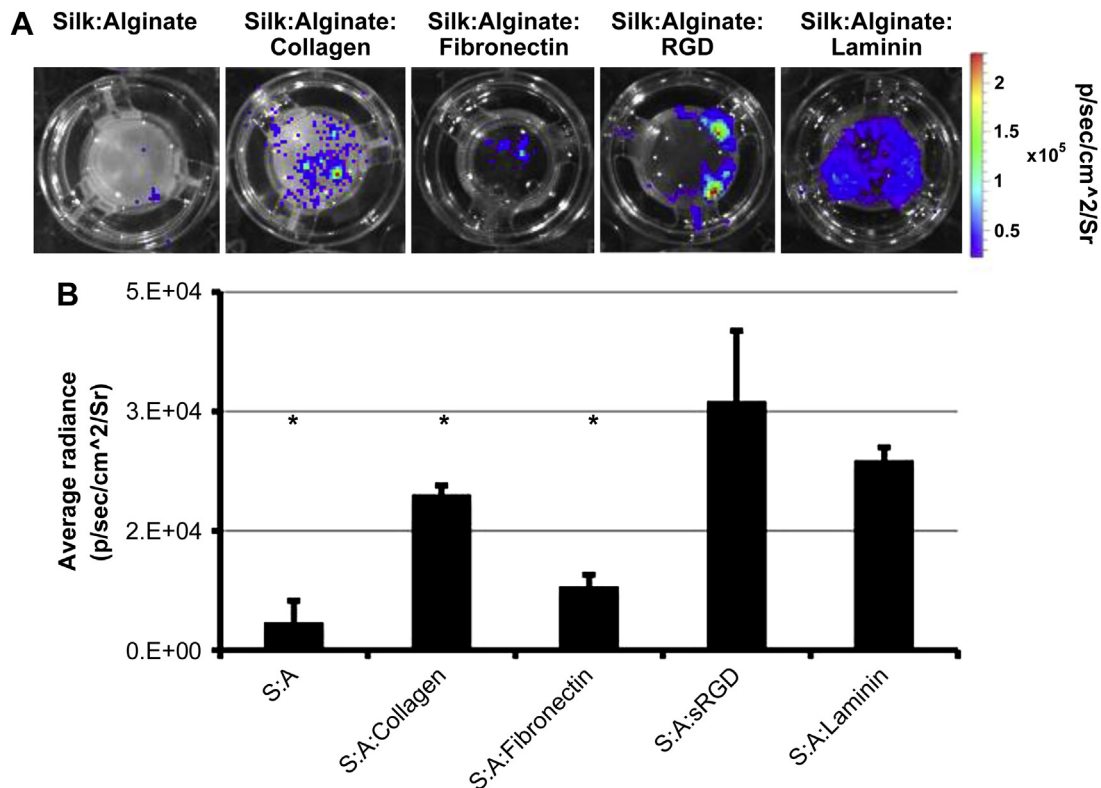 A
Silk:Alginate
Silk:Alginate:
Collagen
Silk:Alginate:
Fibronectin
Silk:Alginate:
RGD
Silk:Alginate:
Laminin
2
1.5
1
0.5
x10^5
p/sec/cm^2/Sr
B
Average radiance
(p/sec/cm^2/Sr)
5.E+04
3.E+04
2.E+04
0.E+00
* * *
S:A
S:A:Collagen
S:A:Fibronectin
S:A:sRGD
S:A:Laminin